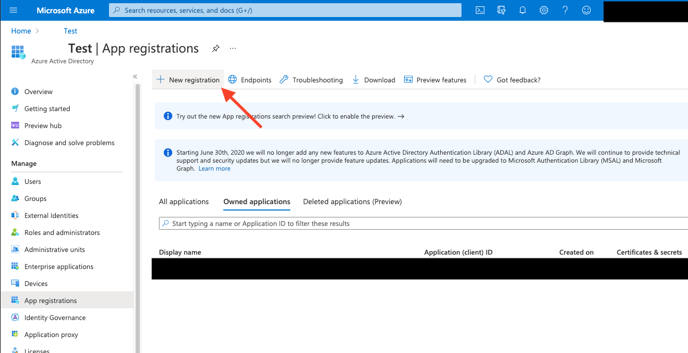 Microsoft Azure
Search resources, services, and docs (G+/)
Home > Test
Test | App registrations
Azure Active Directory
New registration
Endpoints
Troubleshooting
Download
Preview features
Got feedback?
Overview
Getting started
Preview hub
Diagnose and solve problems
Manage
Users
Groups
External Identities
Roles and administrators
Administrative units
Enterprise applications
Devices
App registrations
Identity Governance
Application proxy
Licenses
Try out the new App registrations search preview! Click to enable the preview. →
Starting June 30th, 2020 we will no longer add any new features to Azure Active Directory Authentication Library (ADAL) and Azure AD Graph. We will continue to provide technical
support and security updates but we will no longer provide feature updates. Applications will need to be upgraded to Microsoft Authentication Library (MSAL) and Microsoft
Graph. Learn more
All applications
Owned applications
Deleted applications (Preview)
Start typing a name or Application ID to filter these results
Display name
Application (client) ID
Created on
Certificates & secrets